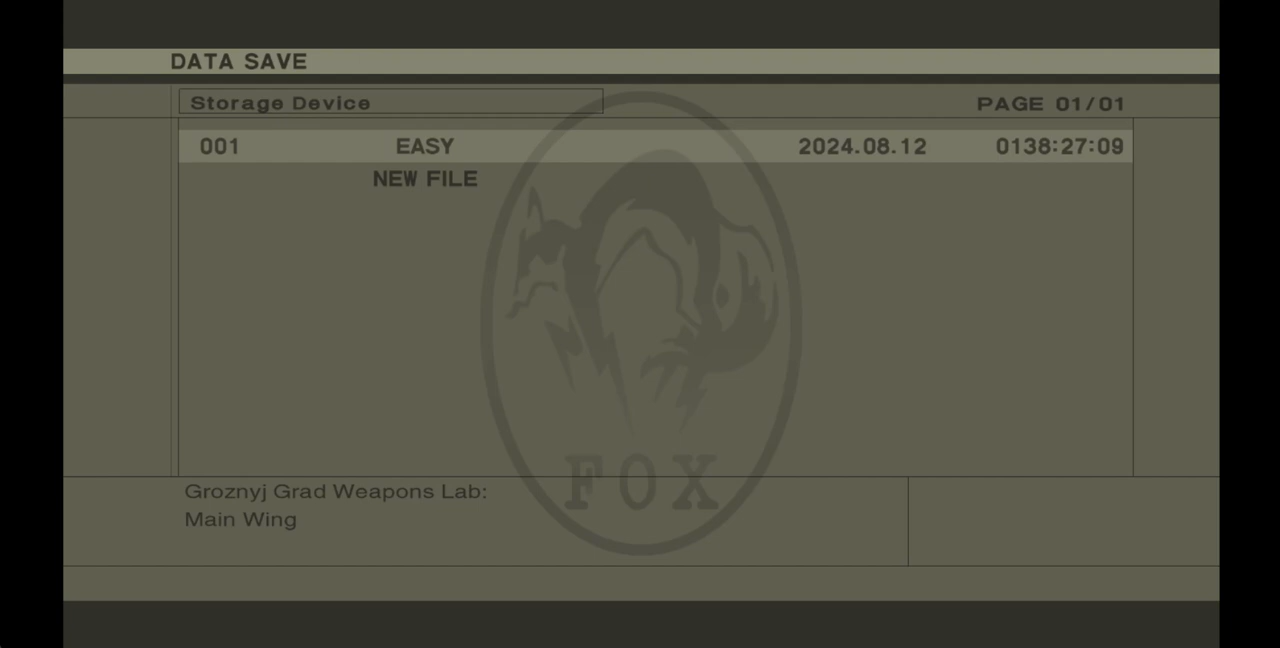 DATA SAVE
Storage Device PAGE 01/01
001 EASY 2024.08.12 0138:27:09
NEW FILE
FOX
Groznyj Grad Weapons Lab:
Main Wing